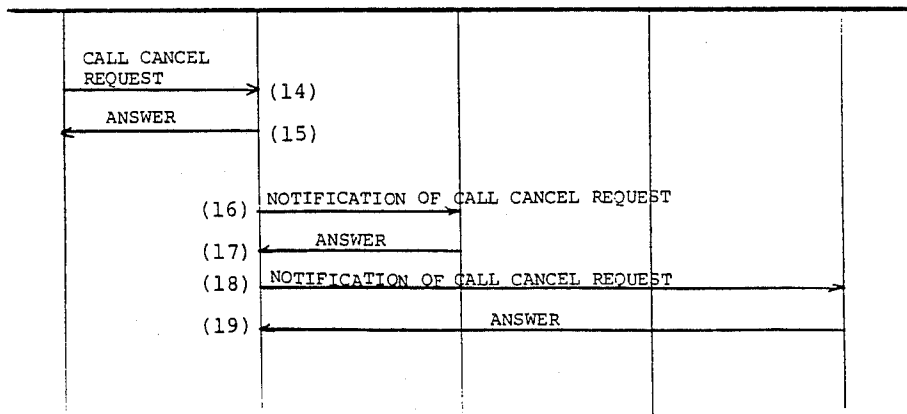 CALL CANCEL
REQUEST
(14)
ANSWER
(15)
(16) NOTIFICATION OF CALL CANCEL REQUEST
(17) ANSWER
(18) NOTIFICATION OF CALL CANCEL REQUEST
(19) ANSWER